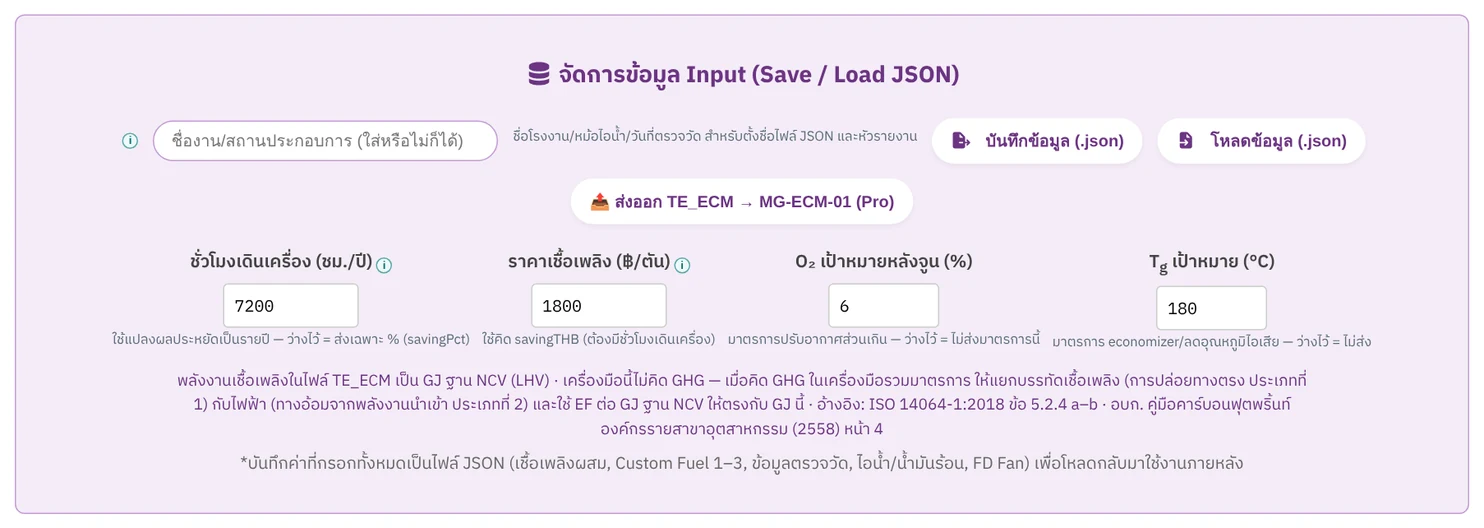 จัดการข้อมูล Input (Save / Load JSON)
i ชื่องาน/สถานประกอบการ (ใส่หรือไม่ก็ได้) ชื่อโรงงาน/หม้อไอน้ำ/วันที่ตรวจวัด สำหรับตั้งชื่อไฟล์ JSON และหัวรายงาน บันทึกข้อมูล (.json) โหลดข้อมูล (.json)
ส่งออก TE_ECM → MG-ECM-01 (Pro)
ชั่วโมงเดินเครื่อง (ชม./ปี) i ราคาเชื้อเพลิง (฿/ตัน) i O₂ เป้าหมายหลังจูน (%) Tg เป้าหมาย (°C)
7200 1800 6 180
ใช้แปลงผลประหยัดเป็นรายปี — ว่างไว้ = ส่งเฉพาะ % (savingPct) ใช้คิด savingTHB (ต้องมีชั่วโมงเดินเครื่อง) มาตรการปรับอากาศส่วนเกิน — ว่างไว้ = ไม่ส่งมาตรการนี้ มาตรการ economizer/ลดอุณหภูมิไอเสีย — ว่างไว้ = ไม่ส่ง
พลังงานเชื้อเพลิงในไฟล์ TE_ECM เป็น GJ ฐาน NCV (LHV) · เครื่องมือนี้ไม่คิด GHG — เมื่อคิด GHG ในเครื่องมือรวมมาตรการ ให้แยกบรรทัดเชื้อเพลิง (การปล่อยทางตรง ประเภทที่
1) กับไฟฟ้า (ทางอ้อมจากพลังงานนำเข้า ประเภทที่ 2) และใช้ EF ต่อ GJ ฐาน NCV ให้ตรงกับ GJ นี้ · อ้างอิง: ISO 14064-1:2018 ข้อ 5.2.4 a–b · อบก. คู่มือคาร์บอนฟุตพริ้นท์
องค์กรรายสาขาอุตสาหกรรม (2558) หน้า 4
*บันทึกค่าที่กรอกทั้งหมดเป็นไฟล์ JSON (เชื้อเพลิงผสม, Custom Fuel 1–3, ข้อมูลตรวจวัด, ไอน้ำ/น้ำมันร้อน, FD Fan) เพื่อโหลดกลับมาใช้งานภายหลัง